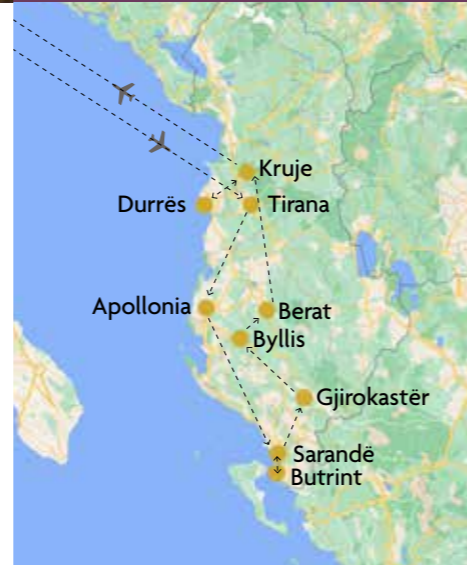 Kruje
Durrës
Tirana
Apollonia
Berat
Byllis
Gjirokastër
Sarandë
Butrint